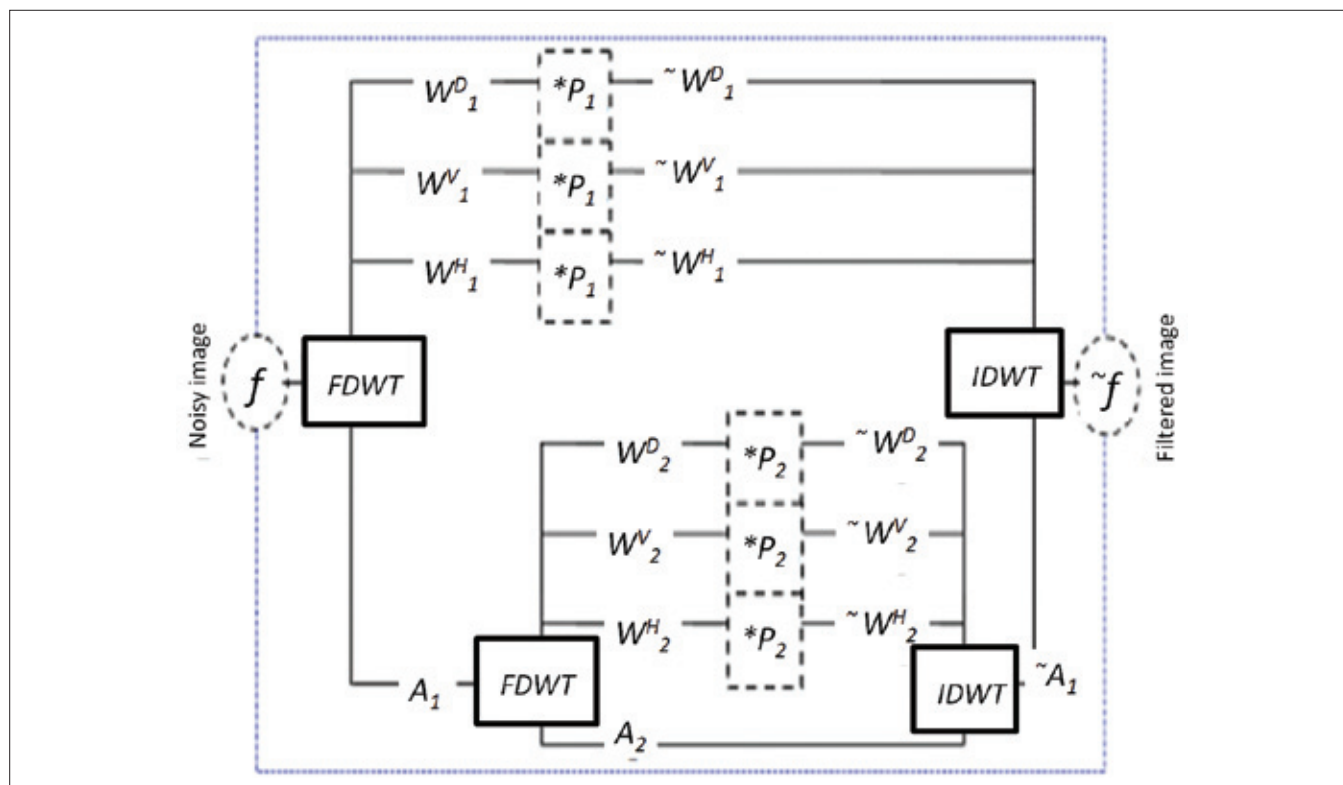 W^D_1 *P_1 ~W^D_1
W^V_1 *P_1 ~W^V_1
W^H_1 *P_1 ~W^H_1
Noisy image
f
FDWT
IDWT
~f
Filtered image
W^D_2 *P_2 ~W^D_2
W^V_2 *P_2 ~W^V_2
W^H_2 *P_2 ~W^H_2
A_1
FDWT
IDWT
~A_1
A_2